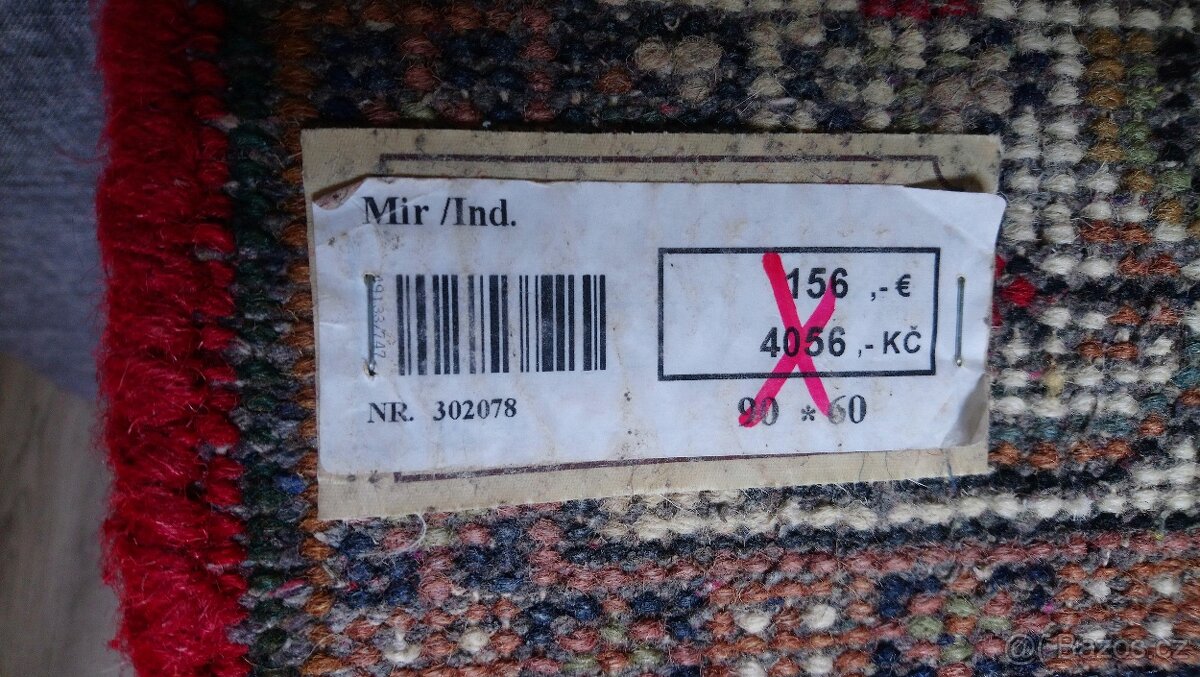 Mir /Ind.
156 ,-€
4056 ,- KČ
NR. 302078
90 * 60
@ Bazos.cz